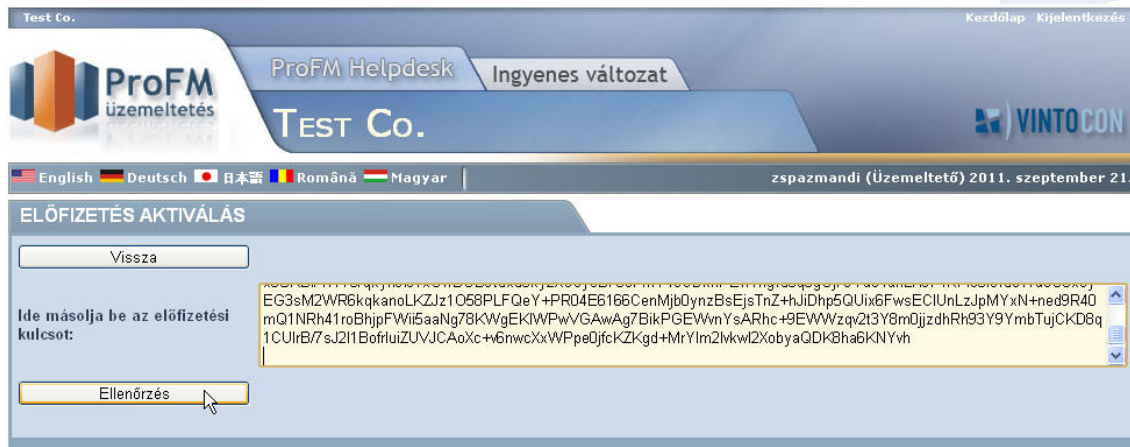 Test Co.
Kezdőlap Kijelentkezés
ProFM
üzemeltetés
ProFM Helpdesk
Ingyenes változat
TEST CO.
VINTOCON
English Deutsch 日本語 Română Magyar
zspazmandi (Üzemeltető) 2011. szeptember 21.
ELŐFIZETÉS AKTIVÁLÁS
Vissza
Ide másolja be az előfizetési
kulcsot:
EG3sM2WR6kqkanoLKZJz1O58PLFQeY+PR04E6166CenMjb0ynzBsEjsTnZ+hJiDhp5QUix6FwsECIUnLzJpMYxN+ned9R40
mQ1NRh41roBhjpFWii5aaNg78KWgEKIWPwVGAwAg7BikPGEWvnYsARhc+9EWWzqv2t3Y8m0jjzdhRh93Y9YmbTujCKD8q
1CUIrB/7sJ2I1BofrluiZUVJCAoXc+v6nwcXxWPpe0jfcKZKgd+MrYIm2lvkwl2XobyaQDK8ha6KNYvh
Ellenőrzés